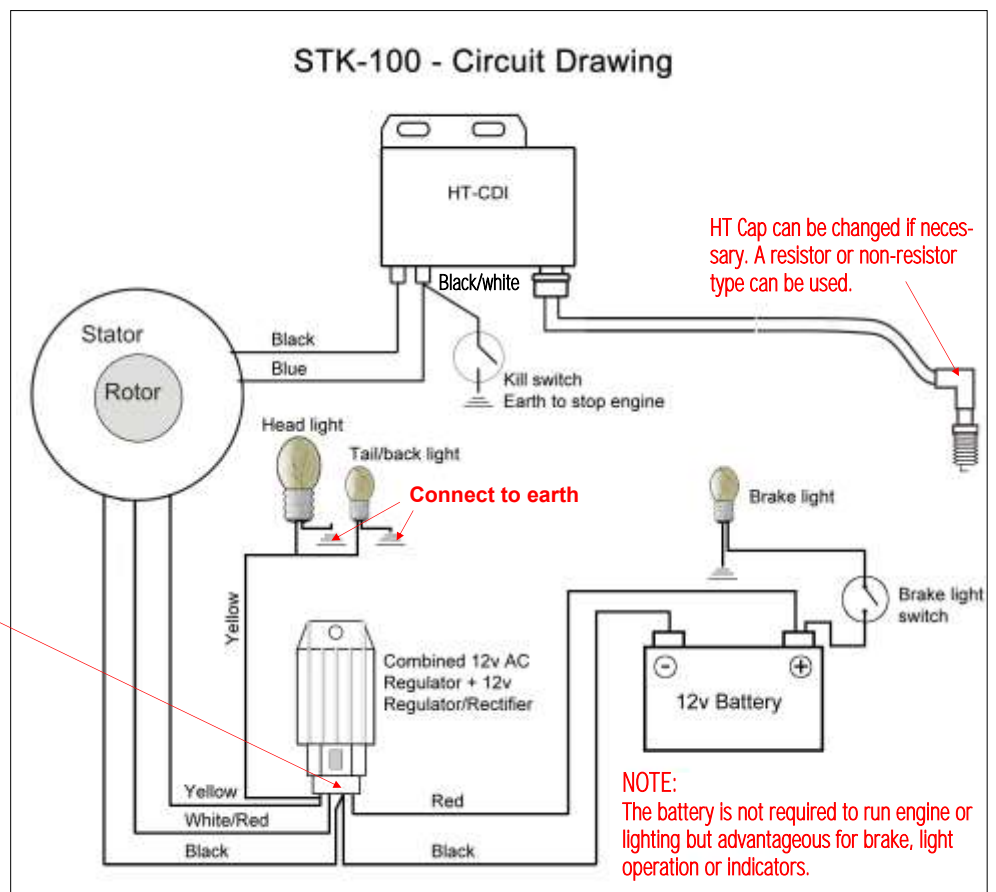 STK-100 - Circuit Drawing
HT-CDI
HT Cap can be changed if neces-
sary. A resistor or non-resistor
type can be used.
Black/white
Stator
Black
Blue
Rotor
Kill switch
Earth to stop engine
Head light
Tail/back light
Connect to earth
Brake light
Brake light
switch
Yellow
Combined 12v AC
Regulator + 12v
Regulator/Rectifier
-
+
12v Battery
Yellow
White/Red
Black
Red
Black
NOTE:
The battery is not required to run engine or
lighting but advantageous for brake, light
operation or indicators.